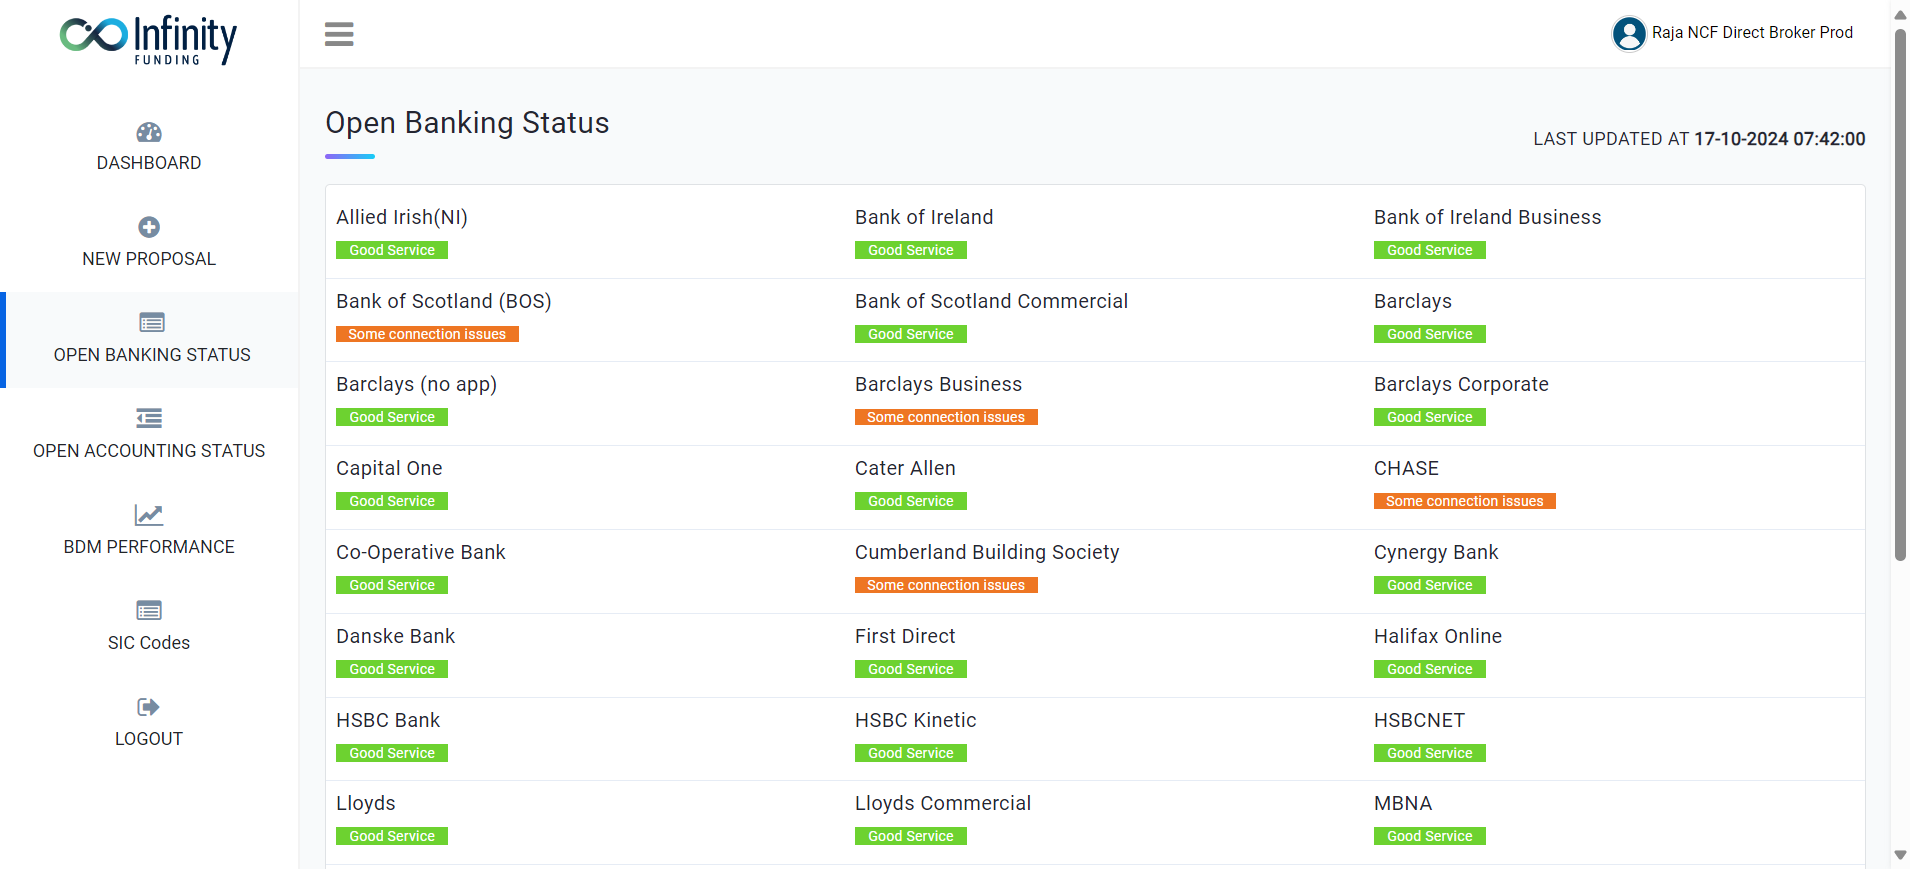 Infinity
FUNDING
Raja NCF Direct Broker Prod
DASHBOARD
NEW PROPOSAL
OPEN BANKING STATUS
OPEN ACCOUNTING STATUS
BDM PERFORMANCE
SIC Codes
LOGOUT
Open Banking Status
LAST UPDATED AT 17-10-2024 07:42:00
Allied Irish(NI)
Good Service
Bank of Ireland
Good Service
Bank of Ireland Business
Good Service
Bank of Scotland (BOS)
Some connection issues
Bank of Scotland Commercial
Good Service
Barclays
Good Service
Barclays (no app)
Good Service
Barclays Business
Some connection issues
Barclays Corporate
Good Service
Capital One
Good Service
Cater Allen
Good Service
CHASE
Some connection issues
Co-Operative Bank
Good Service
Cumberland Building Society
Some connection issues
Cynergy Bank
Good Service
Danske Bank
Good Service
First Direct
Good Service
Halifax Online
Good Service
HSBC Bank
Good Service
HSBC Kinetic
Good Service
HSBCNET
Good Service
Lloyds
Good Service
Lloyds Commercial
Good Service
MBNA
Good Service